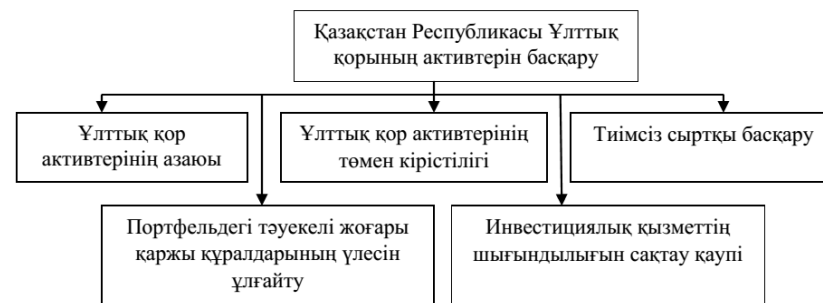 Қазақстан Республикасы Ұлттық
қорының активтерін басқару
Ұлттық қор
активтерінің азаюы
Ұлттық қор активтерінің
төмен кірістілігі
Тиімсіз сыртқы басқару
Портфельдегі тәуекелі жоғары
қаржы құралдарының үлесін
ұлғайту
Инвестициялық қызметтің
шығындылығын сақтау қаупі